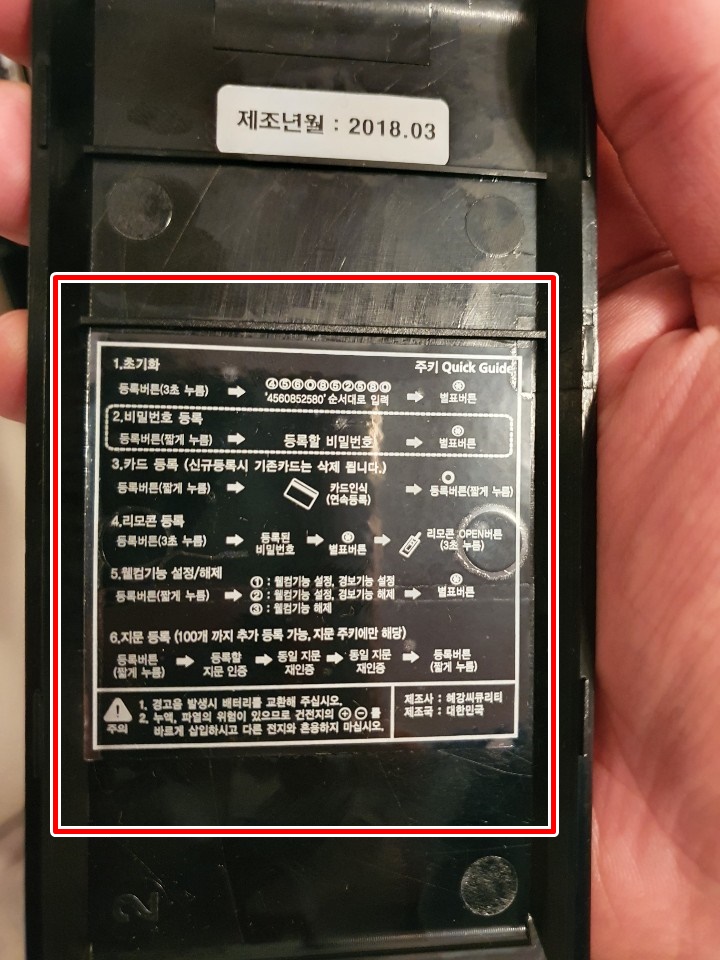 제조년월 : 2018.03
1.초기화 주키 Quick Guide
등록버튼(3초 누름) ➡ ④⑤⑥⓪⑧⑤②⑤⑧⓪ ➡ ⊛
'4560852580' 순서대로 입력 별표버튼
2.비밀번호 등록
등록버튼(짧게 누름) ➡ 등록할 비밀번호 ➡ ⊛ 별표버튼
3.카드 등록 (신규등록시 기존카드는 삭제 됩니다.)
등록버튼(짧게 누름) ➡ 카드인식 ➡ 등록버튼(짧게 누름)
(연속등록)
4.리모콘 등록
등록버튼(3초 누름) ➡ 등록된 ➡ ⊛ ➡ 리모콘 OPEN버튼
비밀번호 별표버튼 (3초 누름)
5.웰컴기능 설정/해제
① : 웰컴기능 설정, 경보기능 설정
등록버튼(짧게 누름) ➡ ② : 웰컴기능 설정, 경보기능 해제 ➡ ⊛ 별표버튼
③ : 웰컴기능 해제
6.지문 등록 (100개 까지 추가 등록 가능, 지문 주키에만 해당)
등록버튼 ➡ 등록할 ➡ 동일 지문 ➡ 동일 지문 ➡ 등록버튼
(짧게 누름) 지문 인증 재인증 재인증 (짧게 누름)
주의
1. 경고음 발생시 배터리를 교환해 주십시오.
2. 누액, 파열의 위험이 있으므로 건전지의 ⊕ ⊖ 를
바르게 삽입하시고 다른 전지와 혼용하지 마십시오.
제조사 : 혜강씨큐리티
제조국 : 대한민국
2